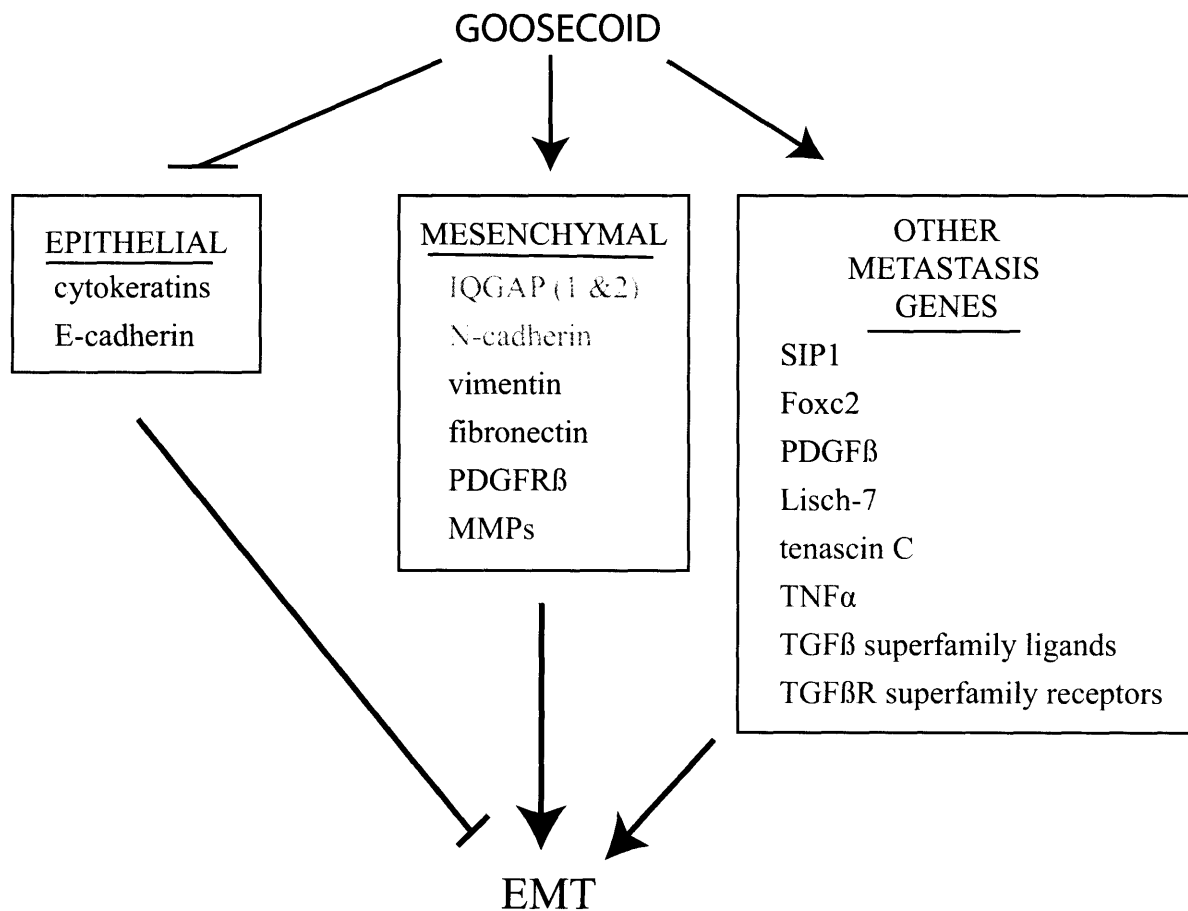 GOOSECOID
EPITHELIAL
cytokeratins
E-cadherin
MESENCHYMAL
IQGAP (1 &2)
N-cadherin
vimentin
fibronectin
PDGFRß
MMPs
OTHER
METASTASIS
GENES
SIP1
Foxc2
PDGFß
Lisch-7
tenascin C
TNFα
TGFß superfamily ligands
TGFßR superfamily receptors
EMT